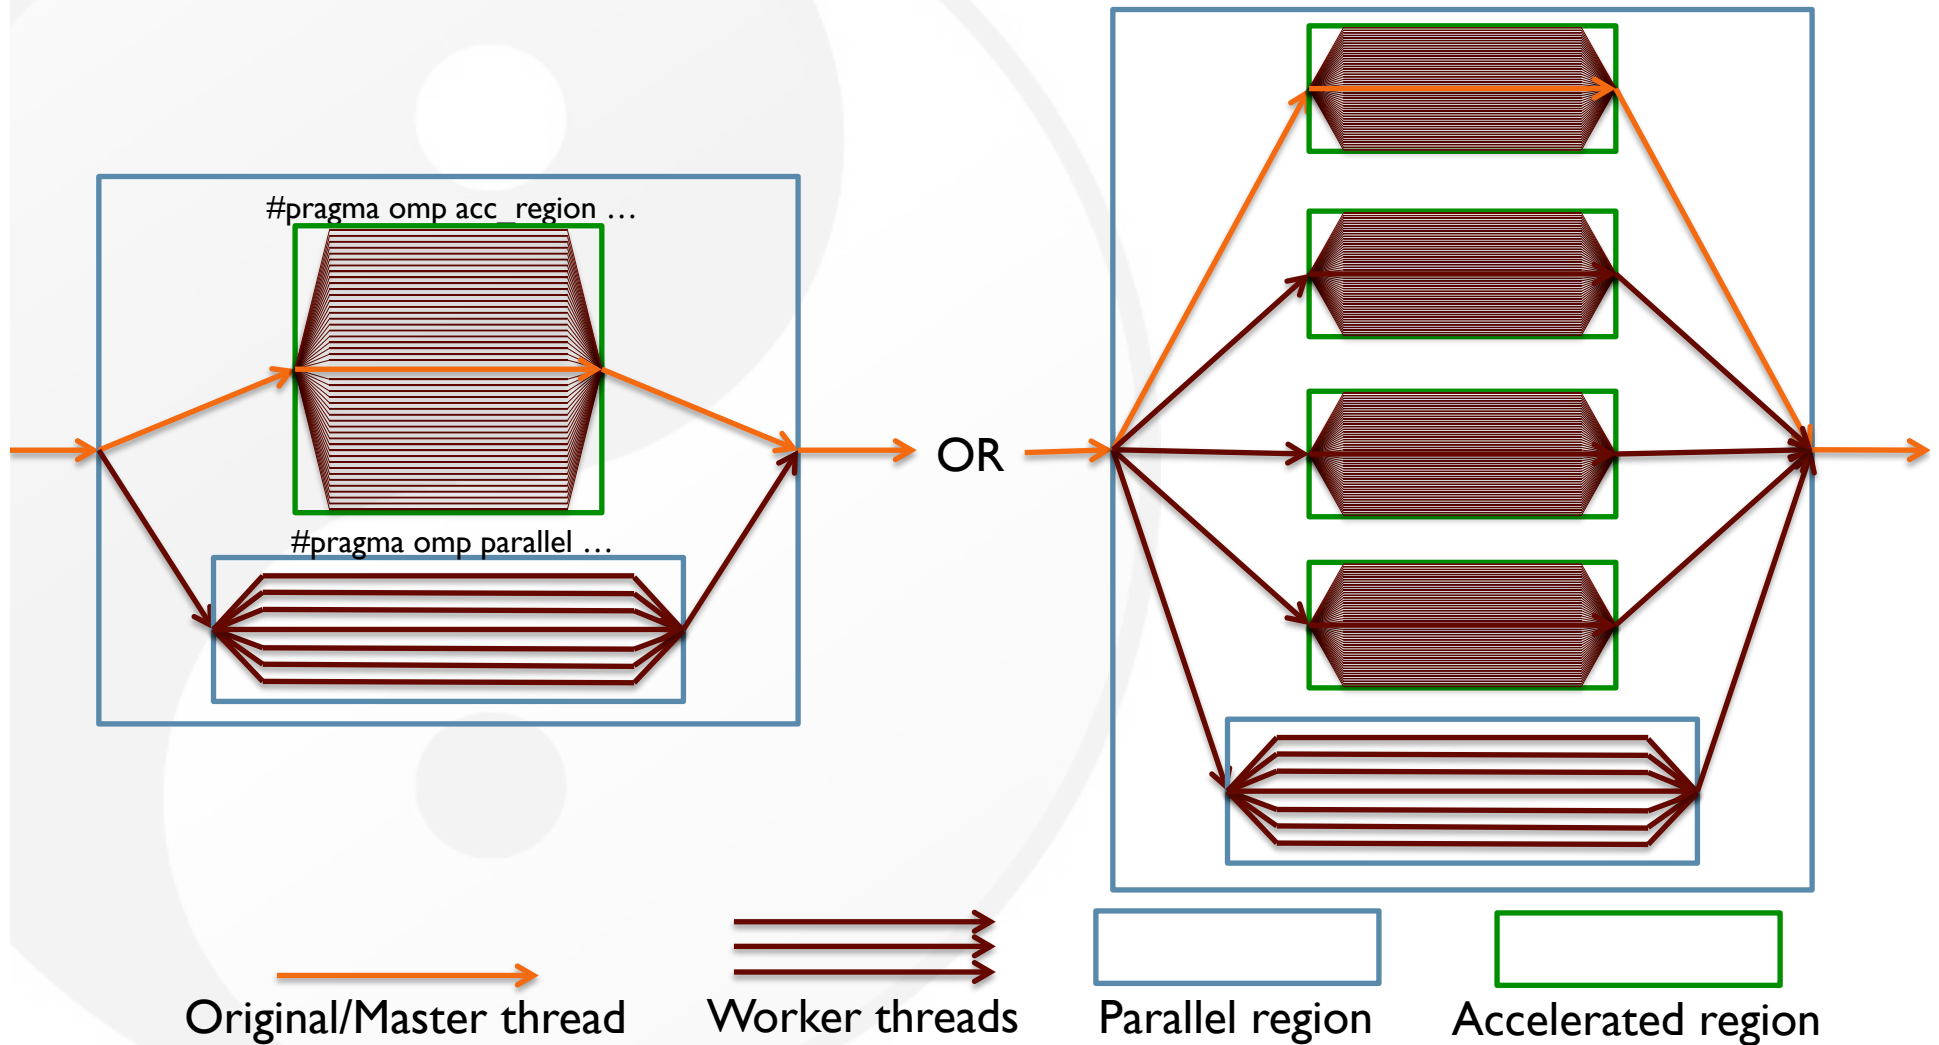 #pragma omp acc_region …
#pragma omp parallel …
OR
Original/Master thread
Worker threads
Parallel region
Accelerated region